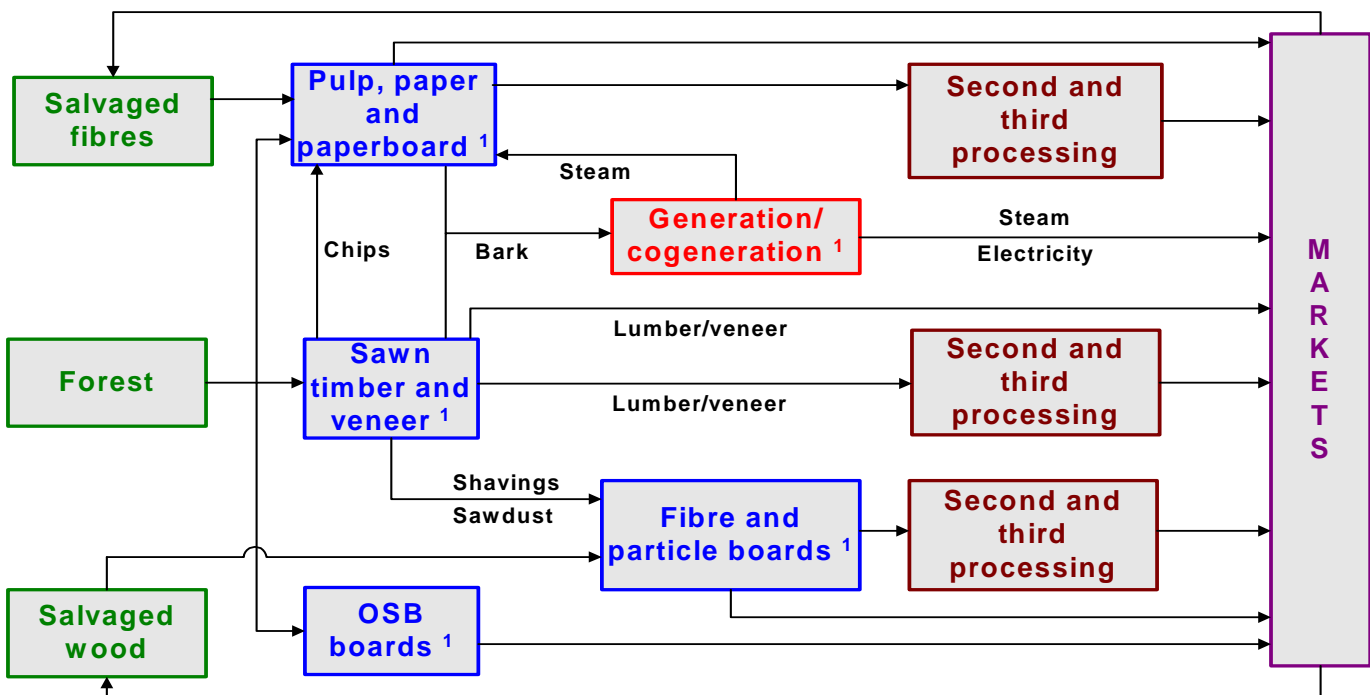 Salvaged
fibres
Pulp, paper
and
paperboard 1
Second and
third
processing
Steam
Generation/
cogeneration 1
Steam
Electricity
Chips
Bark
Lumber/veneer
Forest
Sawn
timber and
veneer 1
Lumber/veneer
Second and
third
processing
Shavings
Sawdust
Fibre and
particle boards 1
Second and
third
processing
Salvaged
wood
OSB
boards 1
M
A
R
K
E
T
S